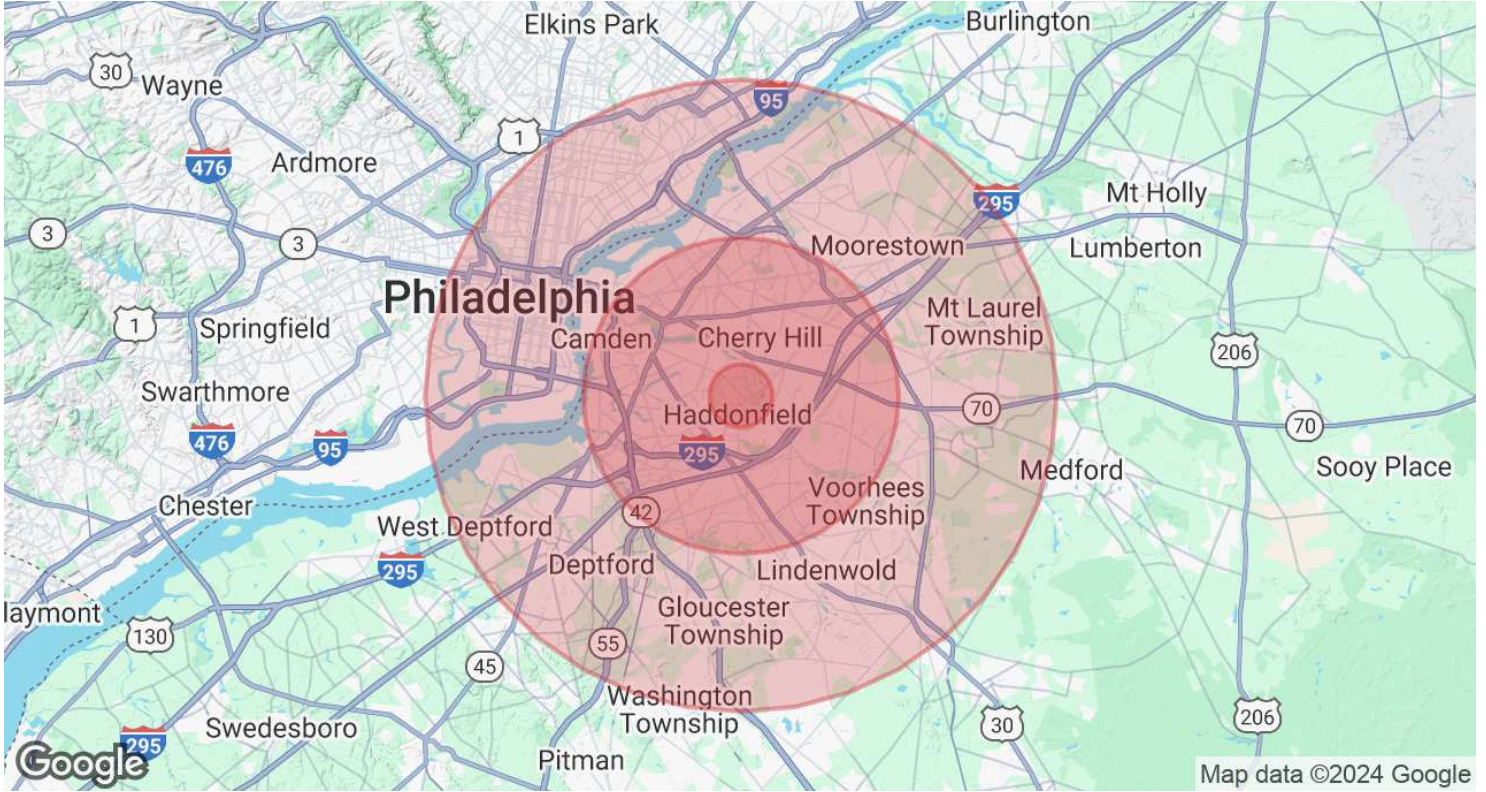 Elkins Park
Burlington
30
Wayne
95
1
476
Ardmore
295
Mt Holly
3
3
Moorestown
Lumberton
Philadelphia
1
Springfield
Camden
Cherry Hill
Mt Laurel
Township
206
Swarthmore
Haddonfield
70
70
476
95
295
Medford
Sooy Place
Chester
Voorhees
Township
42
West Deptford
295
Deptford
Lindenwold
laymont
130
Gloucester
Township
55
45
Washington
Township
206
30
Swedesboro
295
Pitman
Google
Map data ©2024 Google